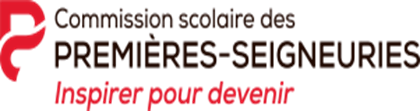 Commission scolaire des
PREMIÈRES-SEIGNEURIES
Inspirer pour devenir